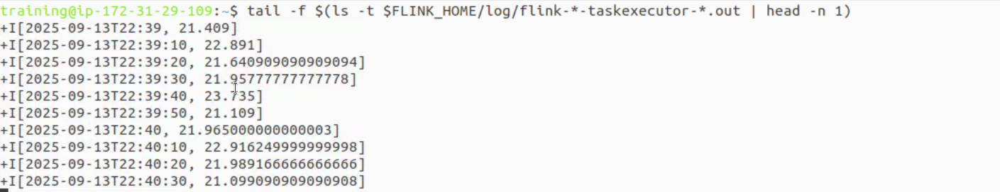 training@ip-172-31-29-109:~$ tail -f $(ls -t $FLINK_HOME/log/flink-*-taskexecutor-*.out | head -n 1)
+I[2025-09-13T22:39, 21.409]
+I[2025-09-13T22:39:10, 22.891]
+I[2025-09-13T22:39:20, 21.640909090909094]
+I[2025-09-13T22:39:30, 21.95777777777778]
+I[2025-09-13T22:39:40, 23.735]
+I[2025-09-13T22:39:50, 21.109]
+I[2025-09-13T22:40, 21.965000000000003]
+I[2025-09-13T22:40:10, 22.916249999999998]
+I[2025-09-13T22:40:20, 21.989166666666666]
+I[2025-09-13T22:40:30, 21.099090909090908]